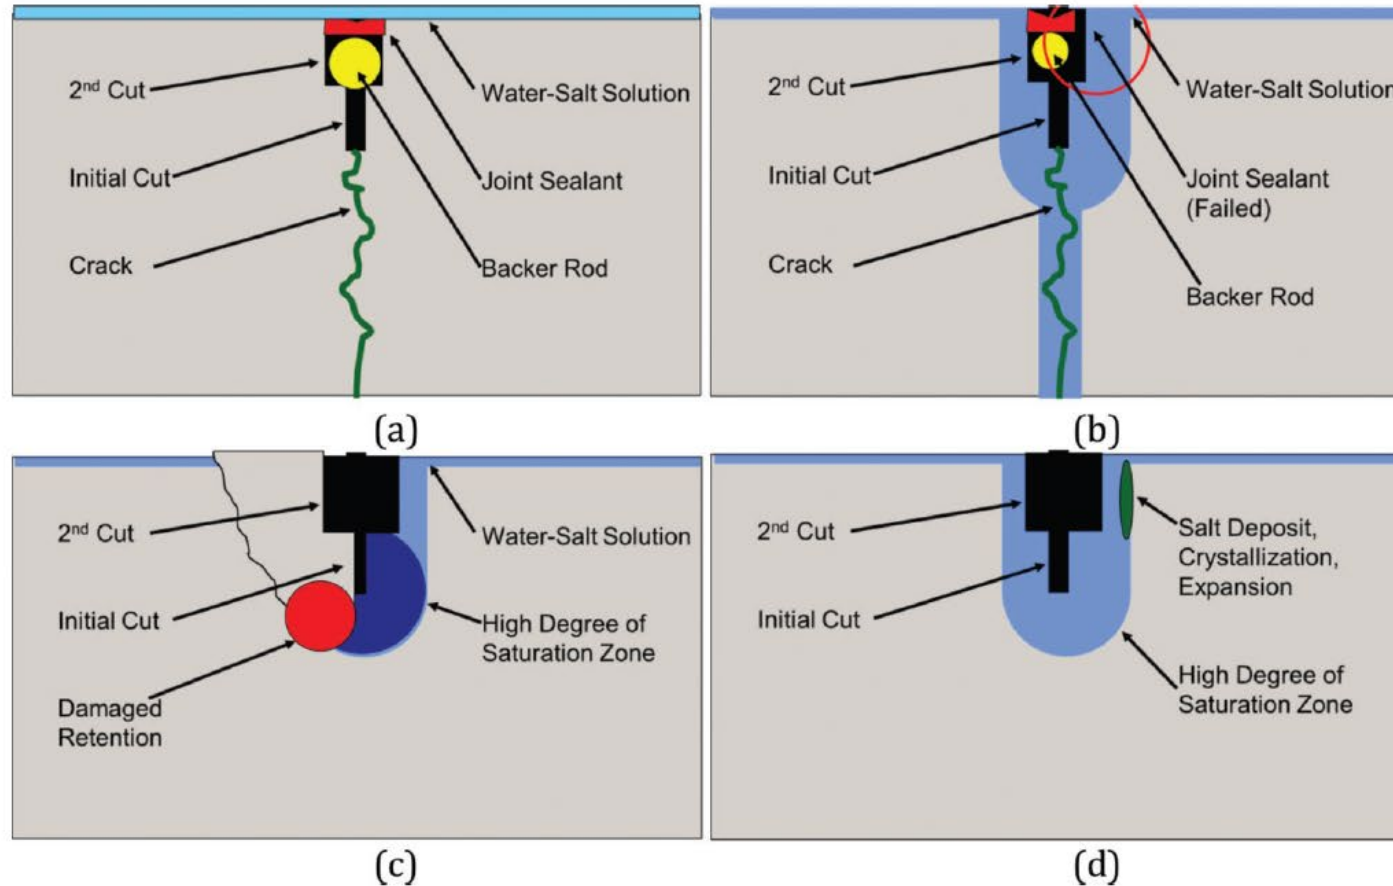 2nd Cut
Water-Salt Solution
Initial Cut
Joint Sealant
Crack
Backer Rod
(a)
2nd Cut
Water-Salt Solution
Initial Cut
Joint Sealant
(Failed)
Crack
Backer Rod
(b)
2nd Cut
Water-Salt Solution
Initial Cut
High Degree of
Saturation Zone
Damaged
Retention
(c)
2nd Cut
Salt Deposit,
Crystallization,
Expansion
Initial Cut
High Degree of
Saturation Zone
(d)